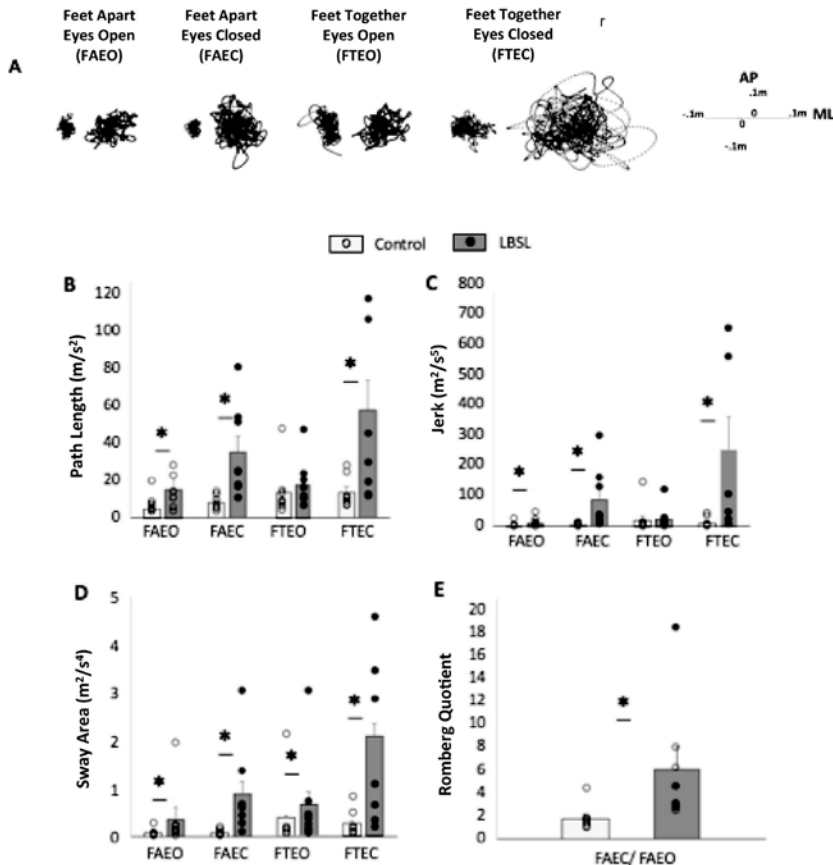 Feet Apart
Eyes Open
(FAEO)
Feet Apart
Eyes Closed
(FAEC)
Feet Together
Eyes Open
(FTEO)
Feet Together
Eyes Closed
(FTEC)
r
A
AP
.1m
-.1m 0 .1m ML
0
-.1m
Control LBSL
B
Path Length (m/s²)
120
100
80
60
40
20
0
FAEO FAEC FTEO FTEC
C
Jerk (m²/s⁵)
800
700
600
500
400
300
200
100
0
FAEO FAEC FTEO FTEC
D
Sway Area (m²/s⁴)
5
4
3
2
1
0
FAEO FAEC FTEO FTEC
E
Romberg Quotient
20
18
16
14
12
10
8
6
4
2
0
FAEC/ FAEO